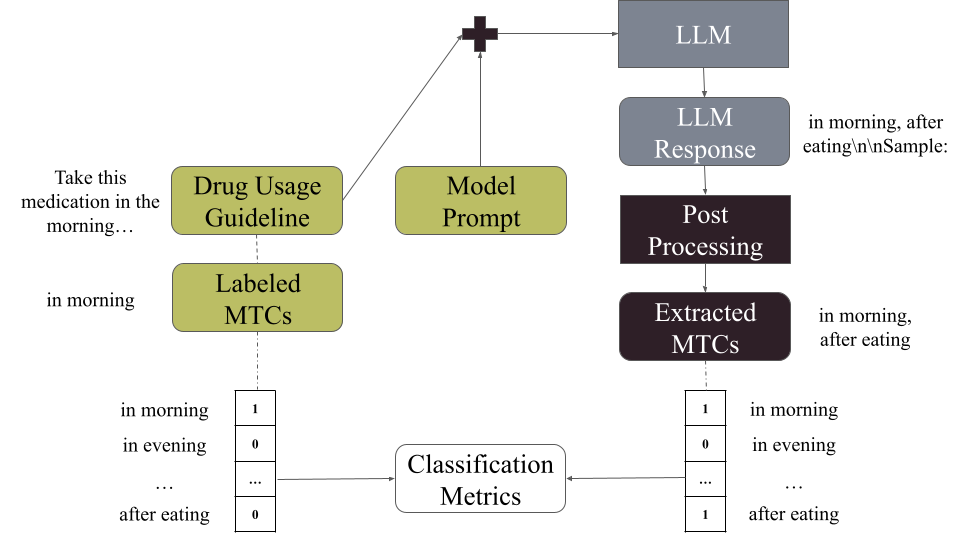 LLM
LLM
Response
in morning, after
eating\n\nSample:
Take this
medication in the
morning…
Drug Usage
Guideline
Model
Prompt
Post
Processing
in morning
Labeled
MTCs
Extracted
MTCs
in morning,
after eating
in morning
1
1
in morning
in evening
0
0
in evening
…
...
Classification
Metrics
...
…
after eating
0
1
after eating